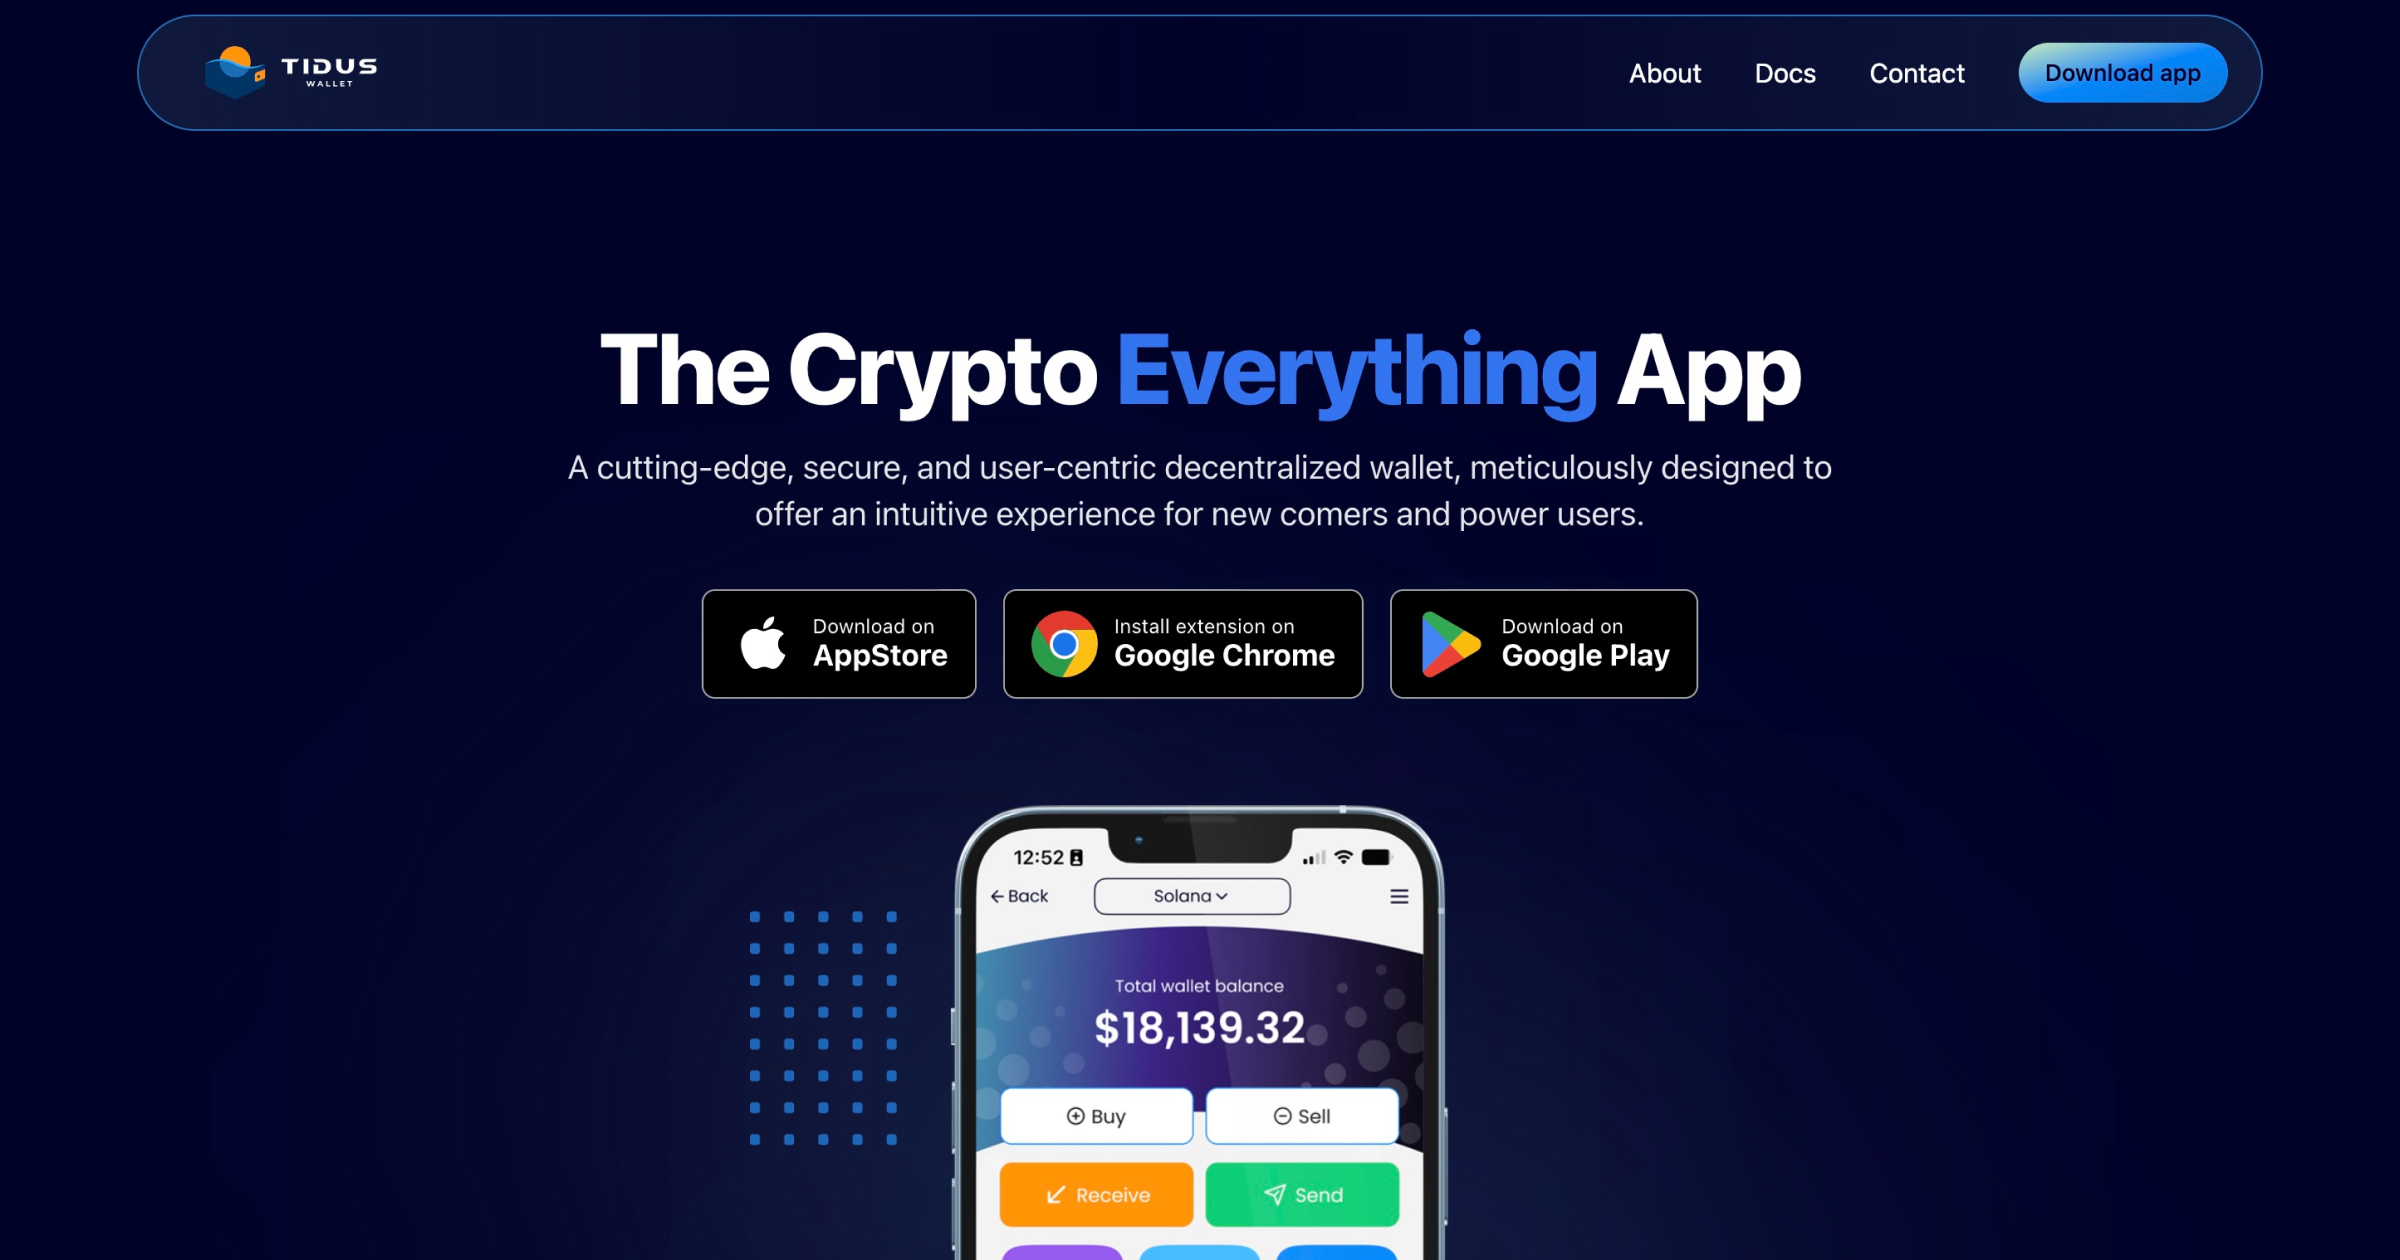 TIDUS
WALLET
About
Docs
Contact
Download app
The Crypto Everything App
A cutting-edge, secure, and user-centric decentralized wallet, meticulously designed to
offer an intuitive experience for new comers and power users.
Download on
AppStore
Install extension on
Google Chrome
Download on
Google Play
12:52
Back
Solana
Total wallet balance
$18,139.32
Buy
Sell
Receive
Send